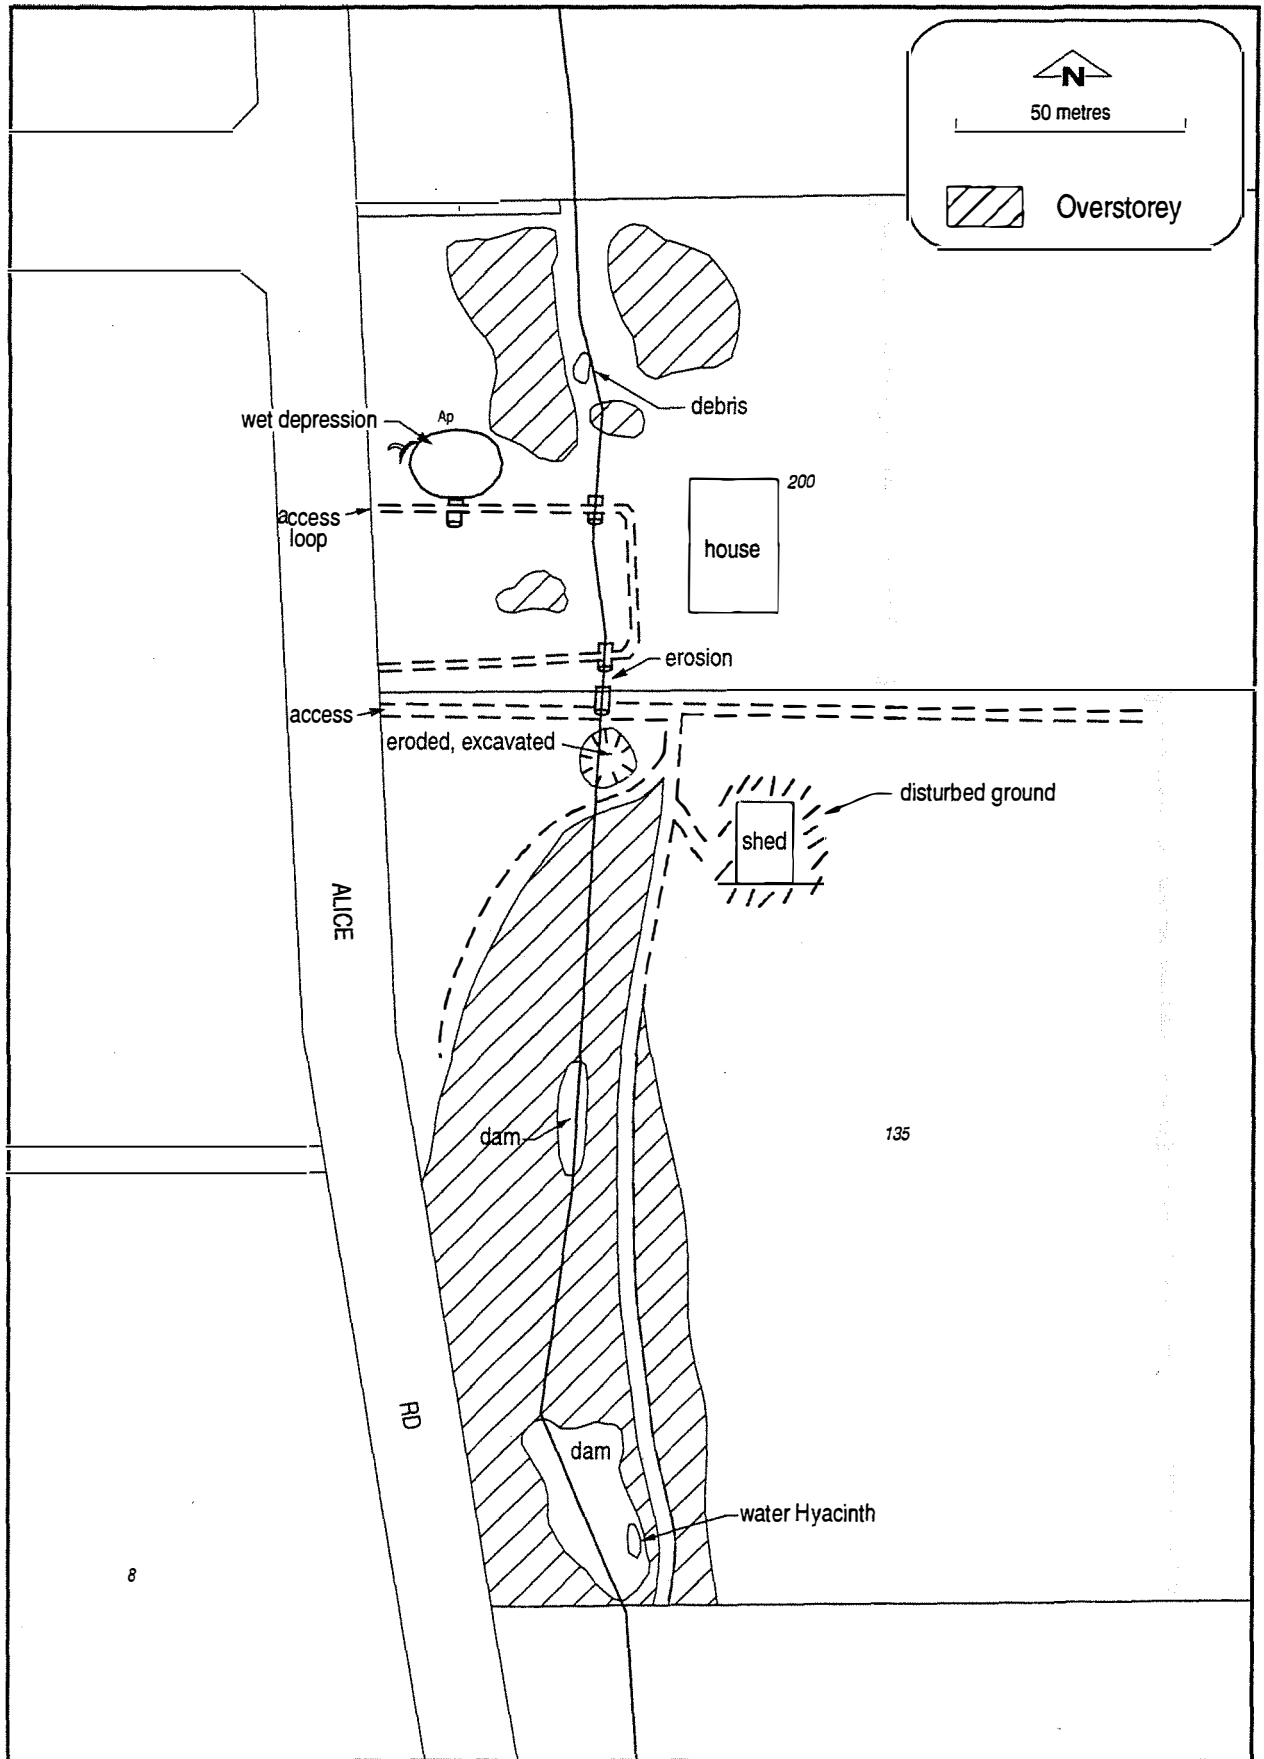 N
50 metres
Overstorey
debris
wet depression
Ap
200
access
loop
house
erosion
access
eroded, excavated
disturbed ground
shed
ALICE
dam
135
RD
dam
water Hyacinth
8